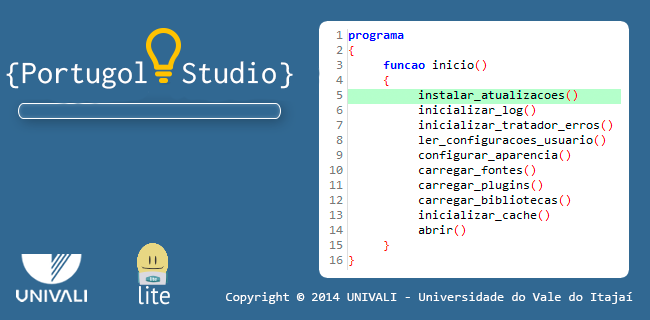 {Portugol Studio}
1 programa
2 {
3 funcao inicio()
4 {
5 instalar_atualizacoes()
6 inicializar_log()
7 inicializar_tratador_erros()
8 ler_configuracoes_usuario()
9 configurar_aparencia()
10 carregar_fontes()
11 carregar_plugins()
12 carregar_bibliotecas()
13 inicializar_cache()
14 abrir()
15 }
16 }
UNIVALI
lite
Copyright © 2014 UNIVALI - Universidade do Vale do Itajaí